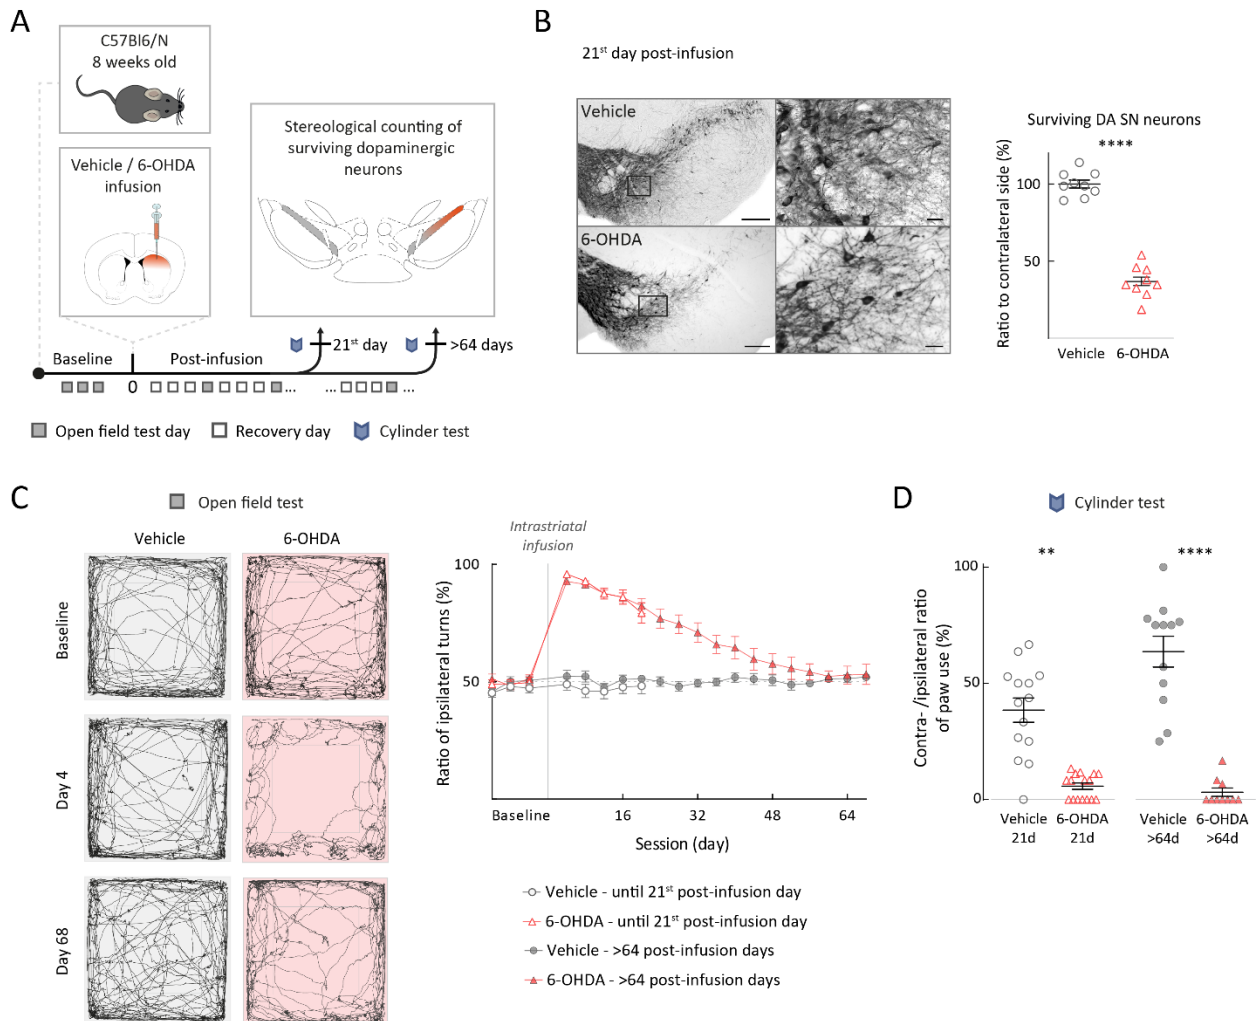 A
C57Bl6/N
8 weeks old
Vehicle / 6-OHDA
infusion
Stereological counting of
surviving dopaminergic
neurons
Baseline
Post-infusion
21st day
>64 days
0
...
...
...
Open field test day
Recovery day
Cylinder test
B
21st day post-infusion
Vehicle
6-OHDA
Surviving DA SN neurons
****
Ratio to contralateral side (%)
100
50
Vehicle 6-OHDA
C
Open field test
Vehicle
6-OHDA
Baseline
Day 4
Day 68
Intrastriatal
infusion
Ratio of ipsilateral turns (%)
100
50
0
Baseline 16 32 48 64
Session (day)
Vehicle - until 21st post-infusion day
6-OHDA - until 21st post-infusion day
Vehicle - >64 post-infusion days
6-OHDA - >64 post-infusion days
D
Cylinder test
** ****
Contra- /ipsilateral ratio
of paw use (%)
100
50
0
Vehicle 6-OHDA Vehicle 6-OHDA
21d 21d >64d >64d